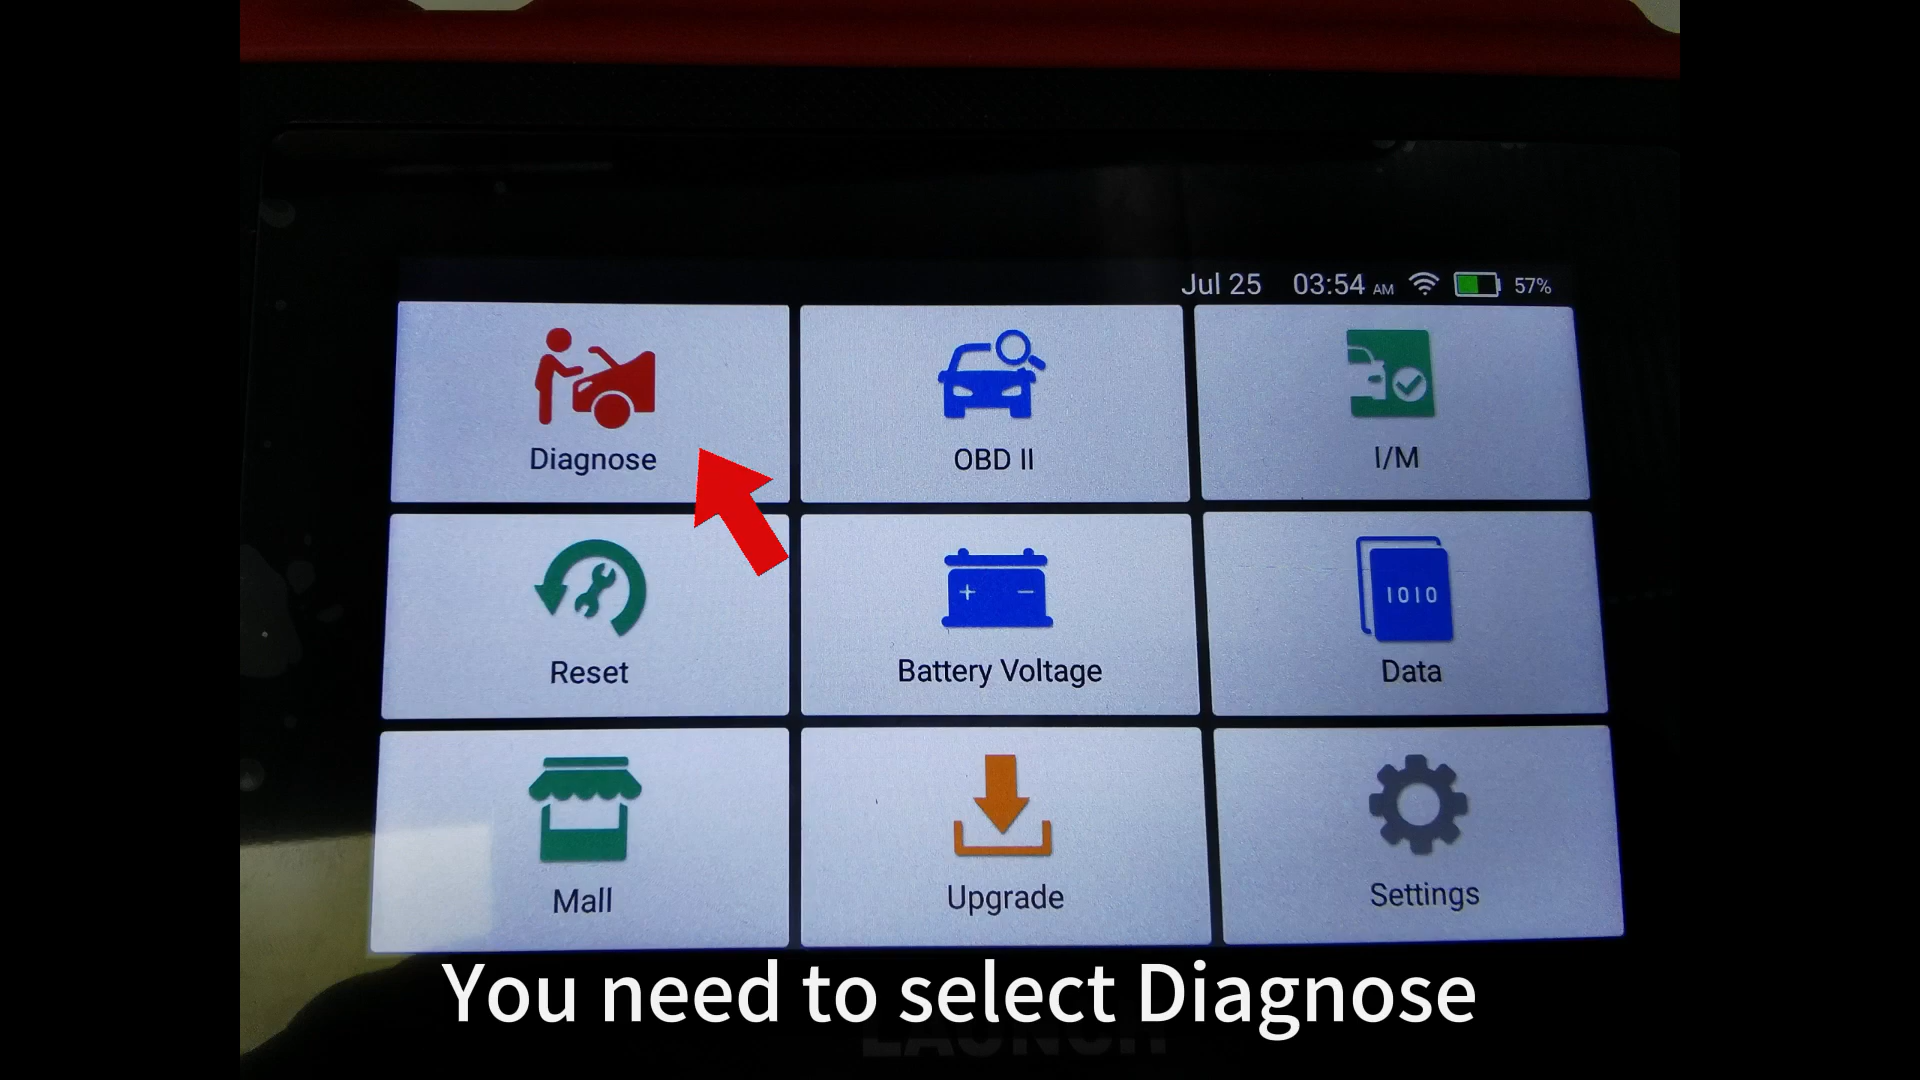 Jul 25 03:54 AM 57%
Diagnose OBD II I/M
Reset Battery Voltage 1010 Data
Mall Upgrade Settings
You need to select Diagnose
LAUNCH